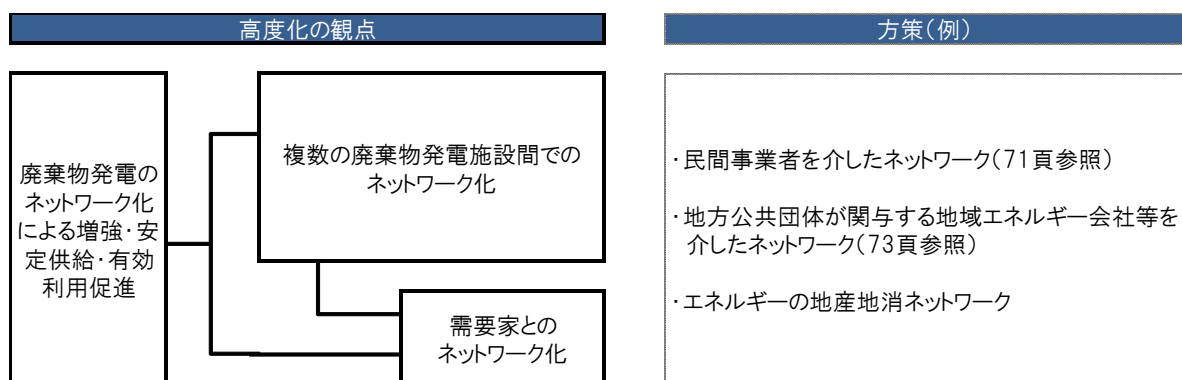 高度化の観点
方策(例)
廃棄物発電の
ネットワーク化
による増強・安
定供給・有効
利用促進
複数の廃棄物発電施設間での
ネットワーク化
需要家との
ネットワーク化
・民間事業者を介したネットワーク(71頁参照)
・地方公共団体が関与する地域エネルギー会社等を
介したネットワーク(73頁参照)
・エネルギーの地産地消ネットワーク